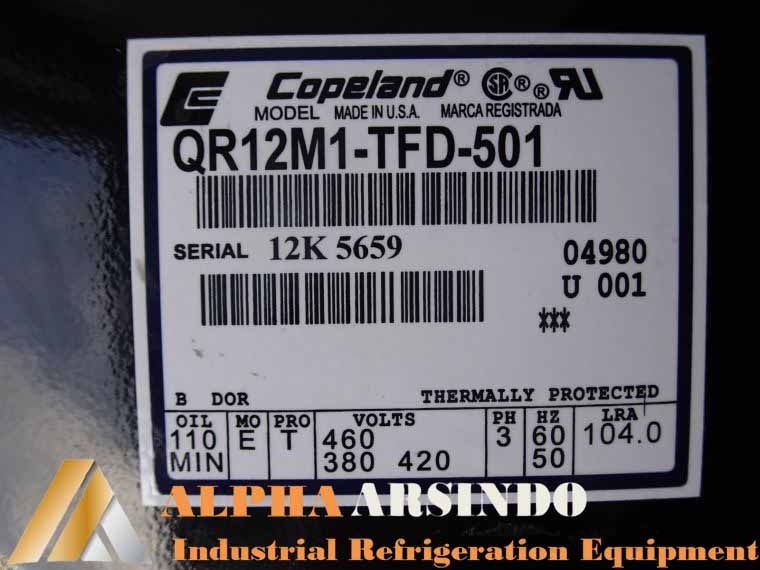 Copeland® SA® ® RU
MODEL MADE IN U.S.A. MARCA REGISTRADA
QR12M1-TFD-501
SERIAL 12K 5659 04980
U 001
***
B DOR THERMALLY PROTECTED
OIL MO PRO VOLTS PH HZ LRA
110 E T 460 3 60 104.0
MIN 380 420 50
ALPHA ARSINDO
Industrial Refrigeration Equipment